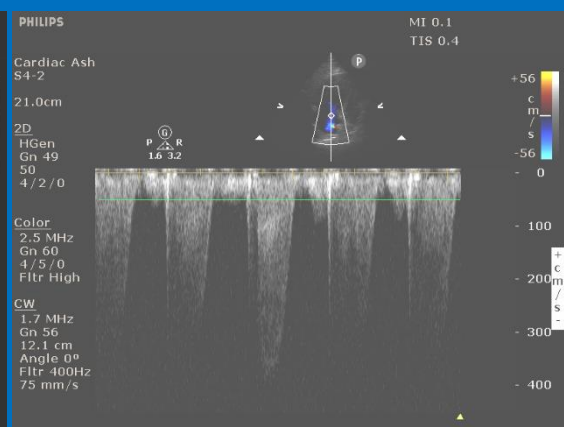 PHILIPS
MI 0.1
TIS 0.4
Cardiac Ash
S4-2
21.0cm
2D
HGen
Gn 49
50
4/2/0
Color
2.5 MHz
Gn 60
4/5/0
Fltr High
CW
1.7 MHz
Gn 56
12.1 cm
Angle 0º
Fltr 400Hz
75 mm/s
G
P R
1.6 3.2
P
+56
c
m
/
s
-56
- 0
- 100
- 200
- 300
- 400
+
c
m
/
s
-